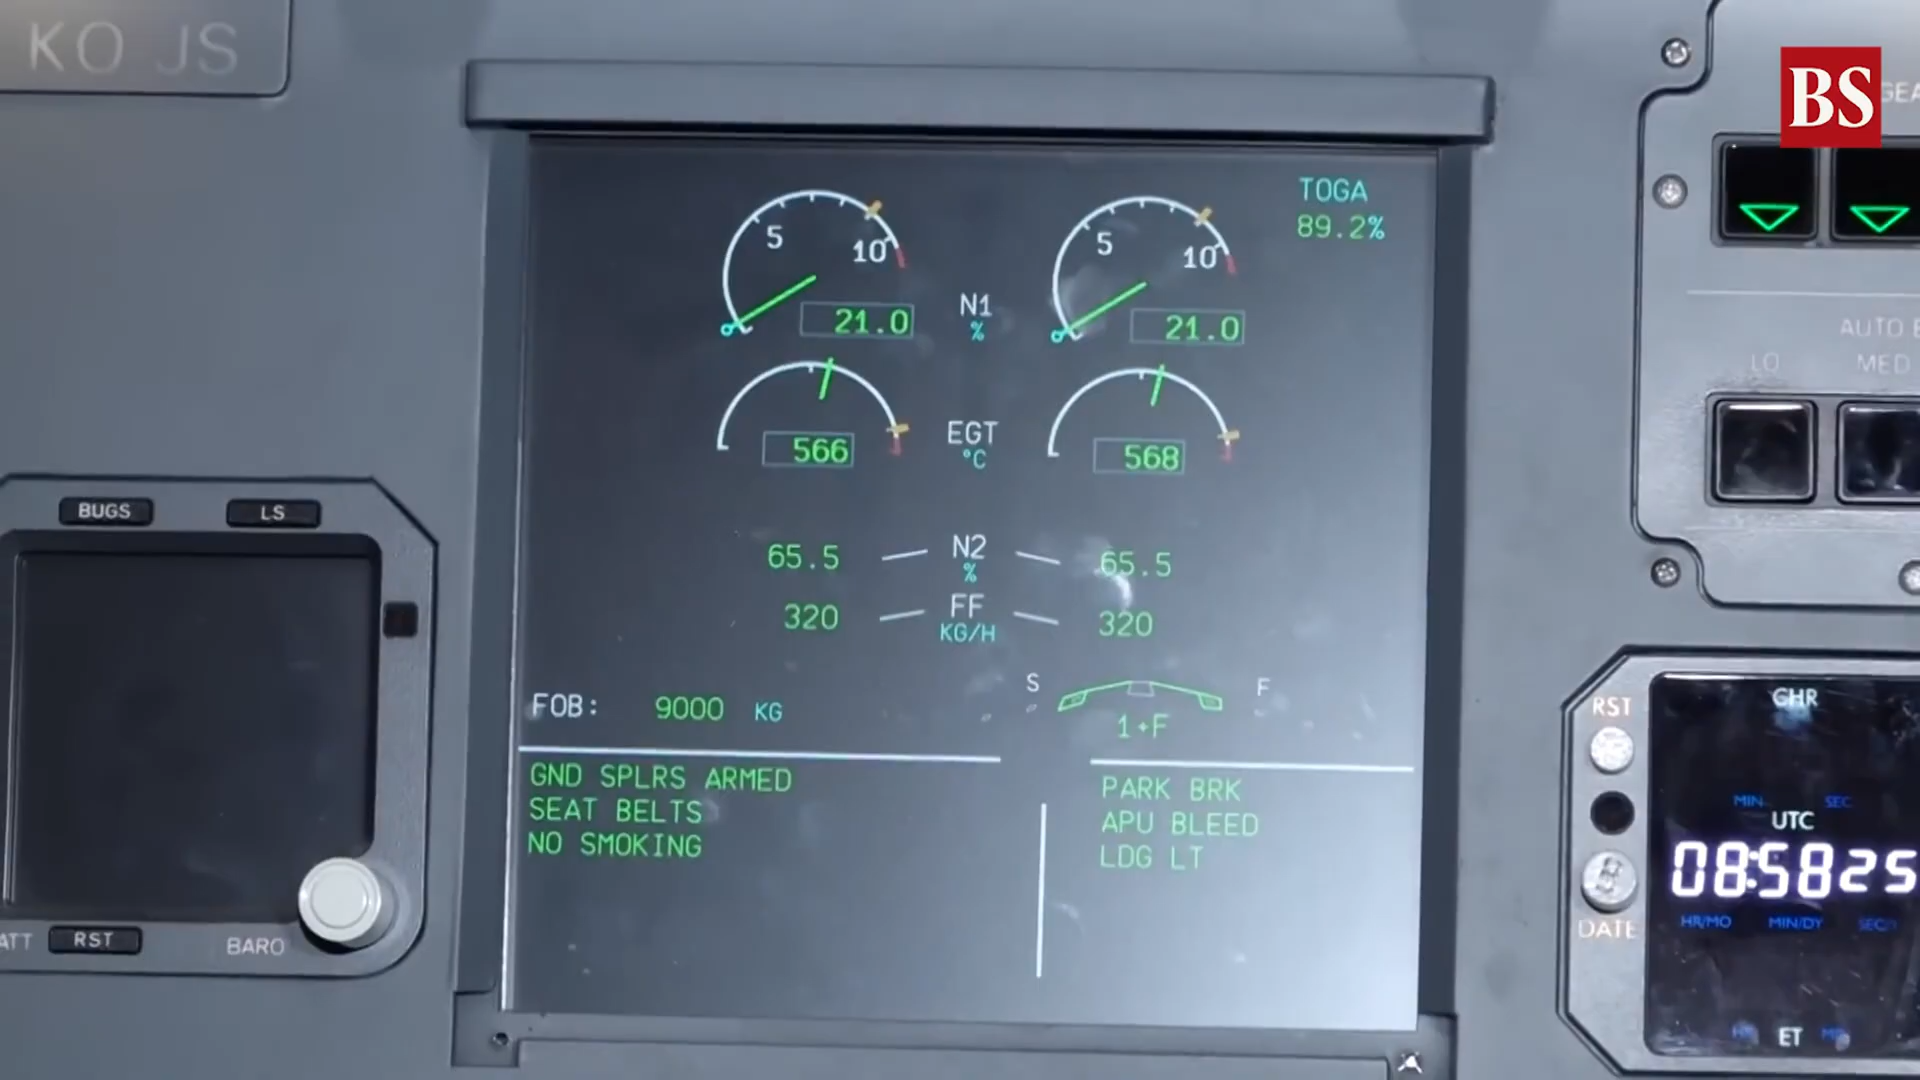 KO JS
BS
GEA
TOGA
89.2%
5
10
5
10
21.0
N1
%
21.0
AUTO B
LO
MED
566
EGT
°C
568
BUGS
LS
65.5
N2
%
65.5
320
FF
KG/H
320
S
F
FOB:
9000 KG
1+F
GND SPLRS ARMED
SEAT BELTS
NO SMOKING
PARK BRK
APU BLEED
LDG LT
RST
CHR
MIN
SEC
UTC
08:58 25
HR/MO
MIN/DY
SEC
DATE
ATT
RST
BARO
ET